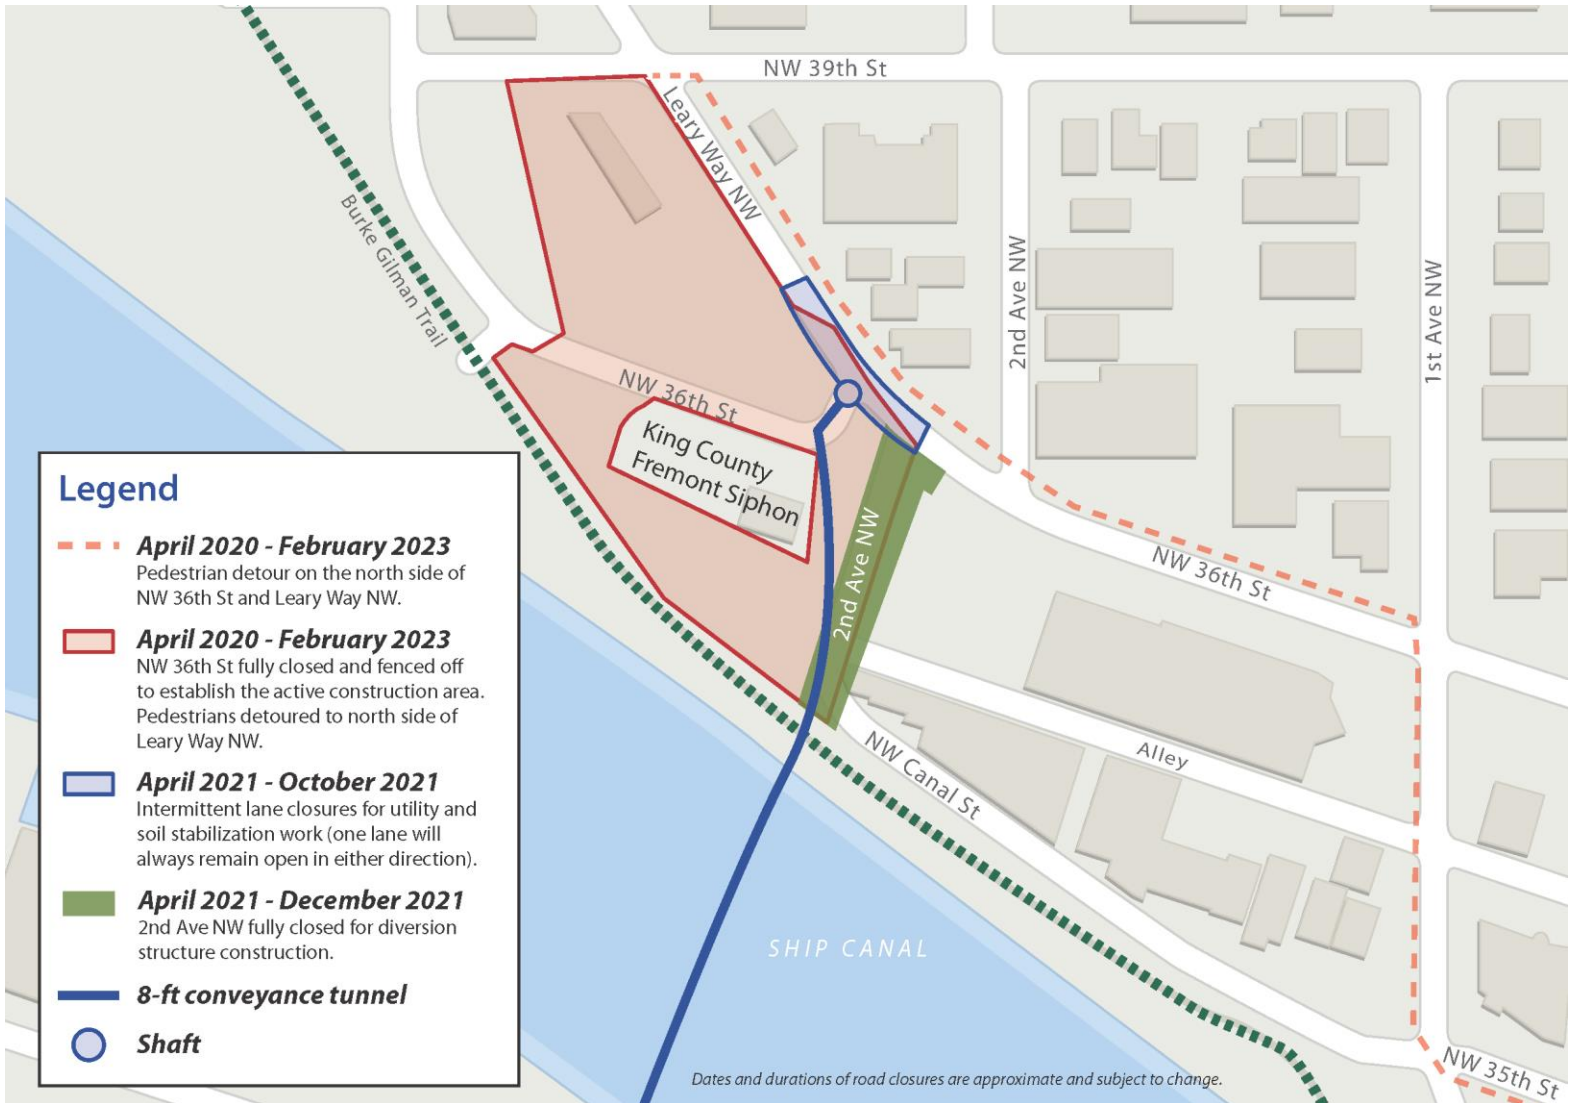 NW 39th St
Leary Way NW
Burke Gilman Trail
2nd Ave NW
1st Ave NW
NW 36th St
King County
Fremont Siphon
2nd Ave NW
NW 36th St
Alley
NW Canal St
SHIP CANAL
NW 35th St
Legend
April 2020 - February 2023
Pedestrian detour on the north side of
NW 36th St and Leary Way NW.
April 2020 - February 2023
NW 36th St fully closed and fenced off
to establish the active construction area.
Pedestrians detoured to north side of
Leary Way NW.
April 2021 - October 2021
Intermittent lane closures for utility and
soil stabilization work (one lane will
always remain open in either direction).
April 2021 - December 2021
2nd Ave NW fully closed for diversion
structure construction.
8-ft conveyance tunnel
Shaft
Dates and durations of road closures are approximate and subject to change.